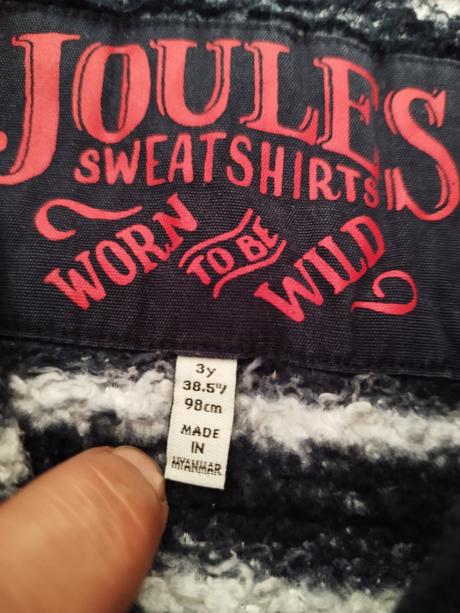 JOULES
SWEATSHIRTS
WORN
TO BE
WILD
3y
38.5"/
98cm
MADE
IN
MYANMAR